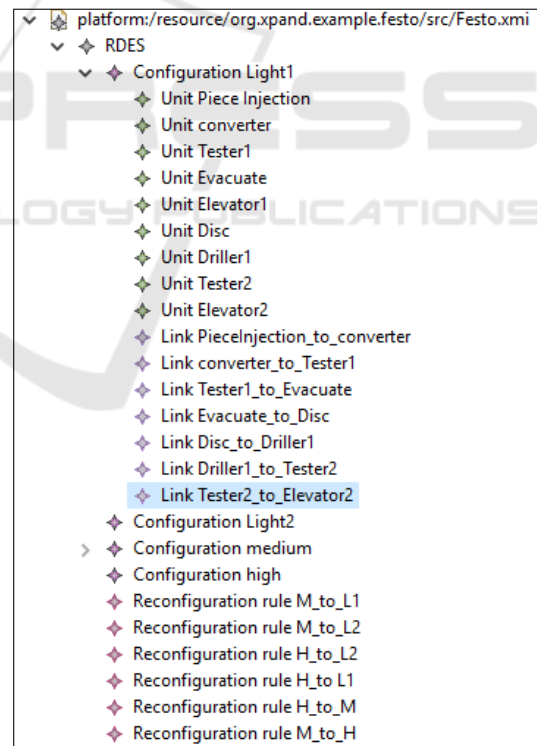 platform:/resource/org.xpand.example.festo/src/Festo.xmi
RDES
Configuration Light1
Unit Piece Injection
Unit converter
Unit Tester1
Unit Evacuate
Unit Elevator1
Unit Disc
Unit Driller1
Unit Tester2
Unit Elevator2
Link PieceInjection_to_converter
Link converter_to_Tester1
Link Tester1_to_Evacuate
Link Evacuate_to_Disc
Link Disc_to_Driller1
Link Driller1_to_Tester2
Link Tester2_to_Elevator2
Configuration Light2
Configuration medium
Configuration high
Reconfiguration rule M_to_L1
Reconfiguration rule M_to_L2
Reconfiguration rule H_to_L2
Reconfiguration rule H_to L1
Reconfiguration rule H_to_M
Reconfiguration rule M_to_H